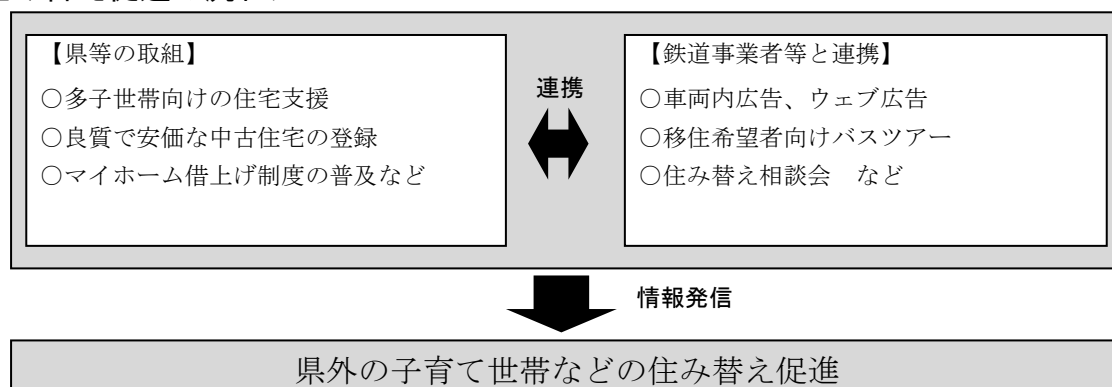 【県等の取組】
○多子世帯向けの住宅支援
○良質で安価な中古住宅の登録
○マイホーム借上げ制度の普及など
連携
【鉄道事業者等と連携】
○車両内広告、ウェブ広告
○移住希望者向けバスツアー
○住み替え相談会　など
情報発信
県外の子育て世帯などの住み替え促進